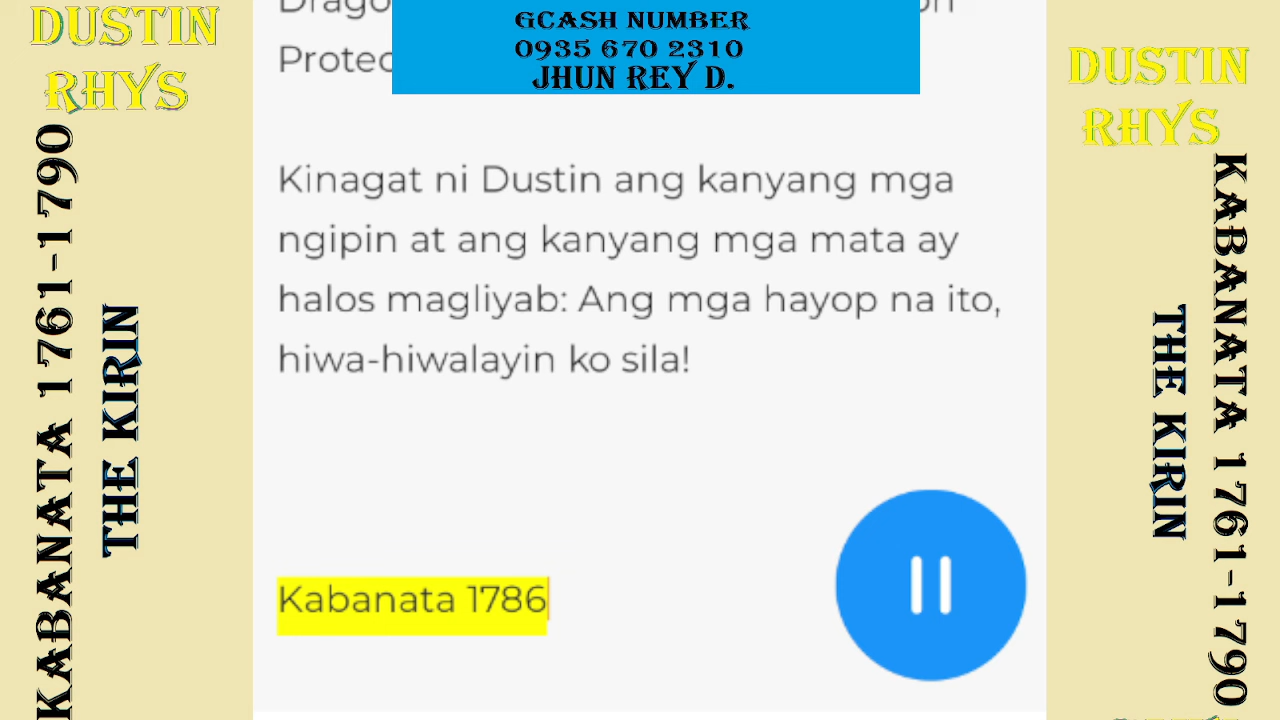 DUSTIN
RHYS
KABANATA 1761-1790
THE KIRIN
GCASH NUMBER
0935 670 2310
JHUN REY D.
Kinagat ni Dustin ang kanyang mga
ngipin at ang kanyang mga mata ay
halos magliyab: Ang mga hayop na ito,
hiwa-hiwalayin ko sila!
Kabanata 1786
DUSTIN
RHYS
KABANATA 1761-1790
THE KIRIN